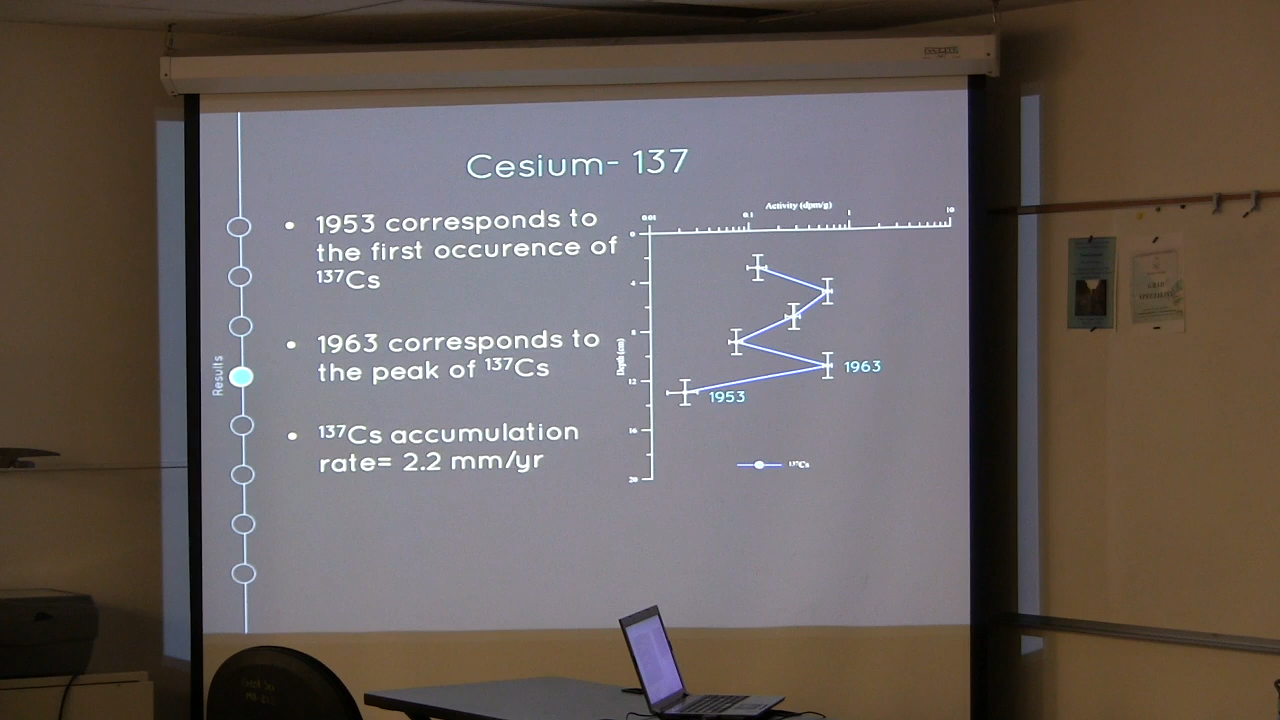 Cesium- 137
• 1953 corresponds to
the first occurence of
¹³⁷Cs
• 1963 corresponds to
the peak of ¹³⁷Cs
• ¹³⁷Cs accumulation
rate= 2.2 mm/yr
Results
Activity (dpm/g)
0.01 0.1 1 10
Depth (cm)
0
4
8
12
16
20
1963
1953
¹³⁷Cs
GRAD